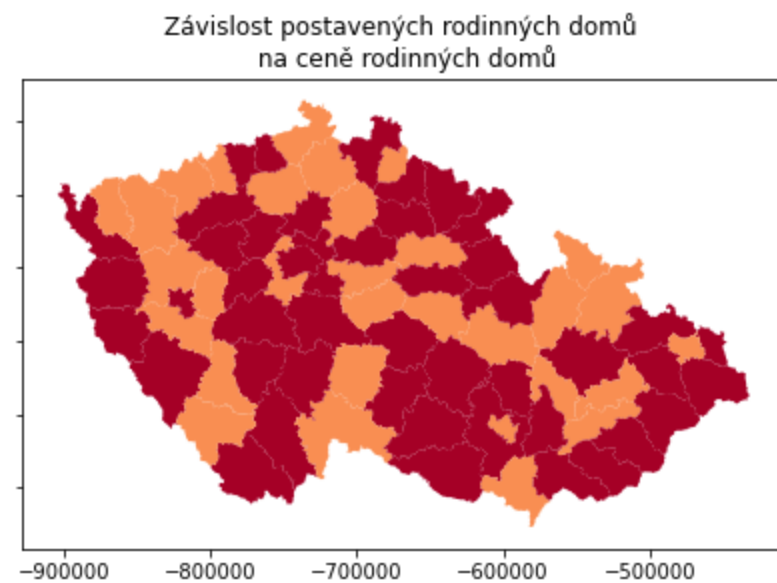 Závislost postavených rodinných domů
na ceně rodinných domů
−900000 −800000 −700000 −600000 −500000